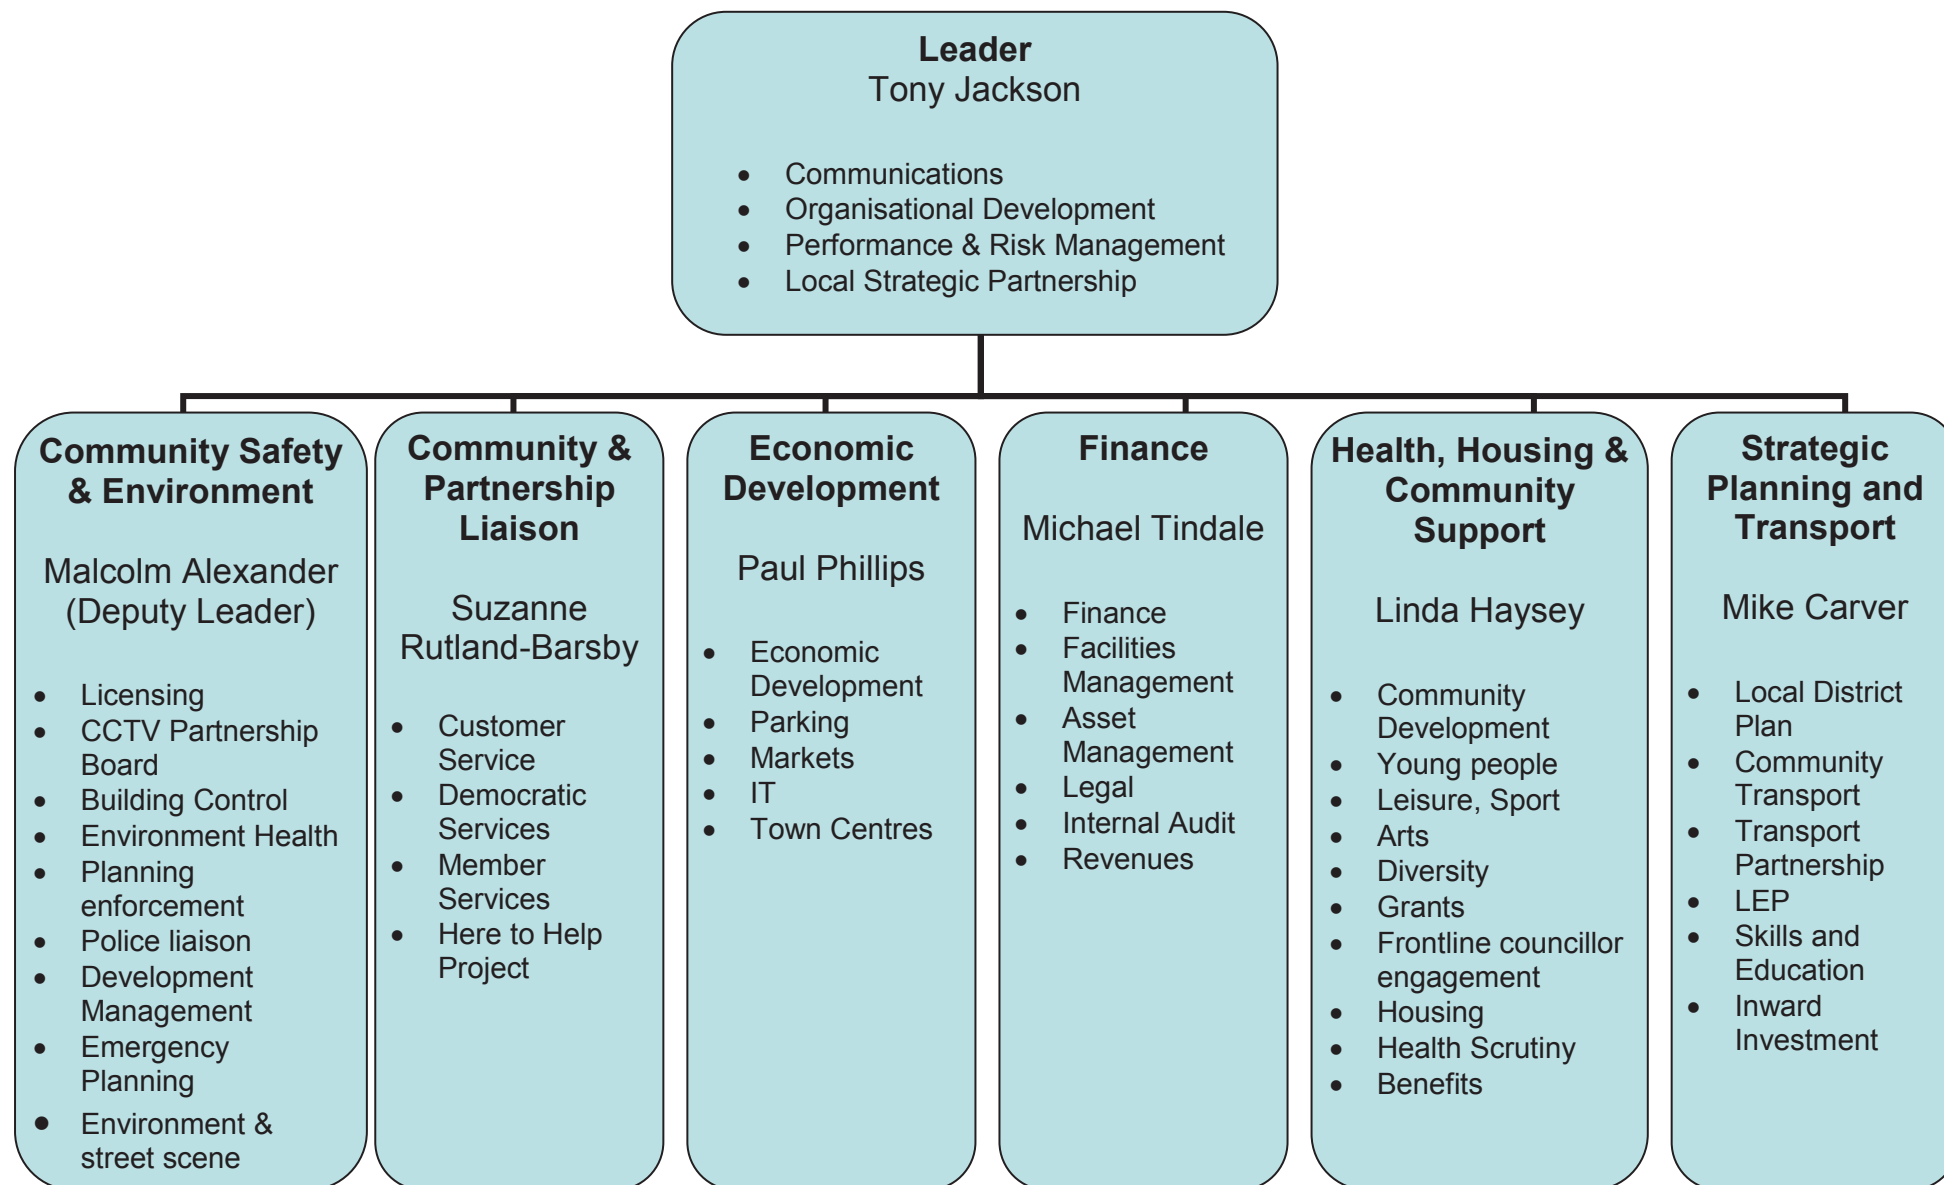 Leader
Tony Jackson
• Communications
• Organisational Development
• Performance & Risk Management
• Local Strategic Partnership
Community Safety
& Environment
Malcolm Alexander
(Deputy Leader)
• Licensing
• CCTV Partnership
Board
• Building Control
• Environment Health
• Planning
enforcement
• Police liaison
• Development
Management
• Emergency
Planning
• Environment &
street scene
Community &
Partnership
Liaison
Suzanne
Rutland-Barsby
• Customer
Service
• Democratic
Services
• Member
Services
• Here to Help
Project
Economic
Development
Paul Phillips
• Economic
Development
• Parking
• Markets
• IT
• Town Centres
Finance
Michael Tindale
• Finance
• Facilities
Management
• Asset
Management
• Legal
• Internal Audit
• Revenues
Health, Housing &
Community
Support
Linda Haysey
• Community
Development
• Young people
• Leisure, Sport
• Arts
• Diversity
• Grants
• Frontline councillor
engagement
• Housing
• Health Scrutiny
• Benefits
Strategic
Planning and
Transport
Mike Carver
• Local District
Plan
• Community
Transport
• Transport
Partnership
• LEP
• Skills and
Education
• Inward
Investment